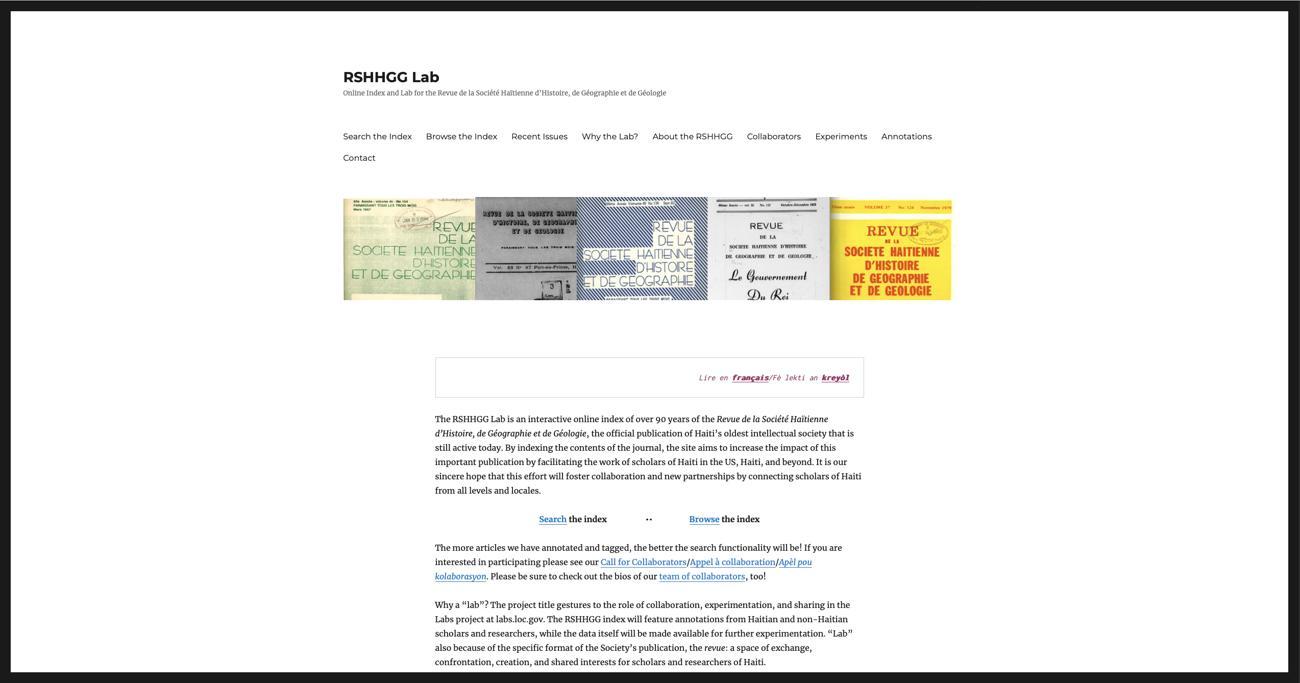 RSHHGG Lab
Online Index and Lab for the Revue de la Société Haïtienne d'Histoire, de Géographie et de Géologie
Search the Index Browse the Index Recent Issues Why the Lab? About the RSHHGG Collaborators Experiments Annotations
Contact
PARAISSANT TOUS LES TROIS MOIS
REVUE
DE LA
SOCIETE HAITIENNE
D'HISTOIRE
ET DE GEOGRAPHIE
REVUE DE LA SOCIETE HAITI
D'HISTOIRE, DE GEOGRAPHI
ET DE GEOLOGIE
PARAISSANT TOUS LES TROIS MOIS
REVUE
DE LA
SOCIETE HAITIENNE
D'HISTOIRE
ET DE GEOGRAPHIE
REVUE
DE LA
SOCIETE HAITIENNE D'HISTOIRE
DE GEOGRAPHIE ET DE GEOLOGIE
Le Gouvernement
Du Roi
REVUE
DE LA
SOCIETE HAITIENNE
D'HISTOIRE
DE GEOGRAPHIE
ET DE GEOLOGIE
Lire en français/Fè lekti an kreyòl
The RSHHGG Lab is an interactive online index of over 90 years of the Revue de la Société Haïtienne
d'Histoire, de Géographie et de Géologie, the official publication of Haiti's oldest intellectual society that is
still active today. By indexing the contents of the journal, the site aims to increase the impact of this
important publication by facilitating the work of scholars of Haiti in the US, Haiti, and beyond. It is our
sincere hope that this effort will foster collaboration and new partnerships by connecting scholars of Haiti
from all levels and locales.
Search the index •• Browse the index
The more articles we have annotated and tagged, the better the search functionality will be! If you are
interested in participating please see our Call for Collaborators/Appel à collaboration/Apèl pou
kolaborasyon. Please be sure to check out the bios of our team of collaborators, too!
Why a “lab”? The project title gestures to the role of collaboration, experimentation, and sharing in the
Labs project at labs.loc.gov. The RSHHGG index will feature annotations from Haitian and non-Haitian
scholars and researchers, while the data itself will be made available for further experimentation. “Lab”
also because of the specific format of the Society's publication, the revue: a space of exchange,
confrontation, creation, and shared interests for scholars and researchers of Haiti.